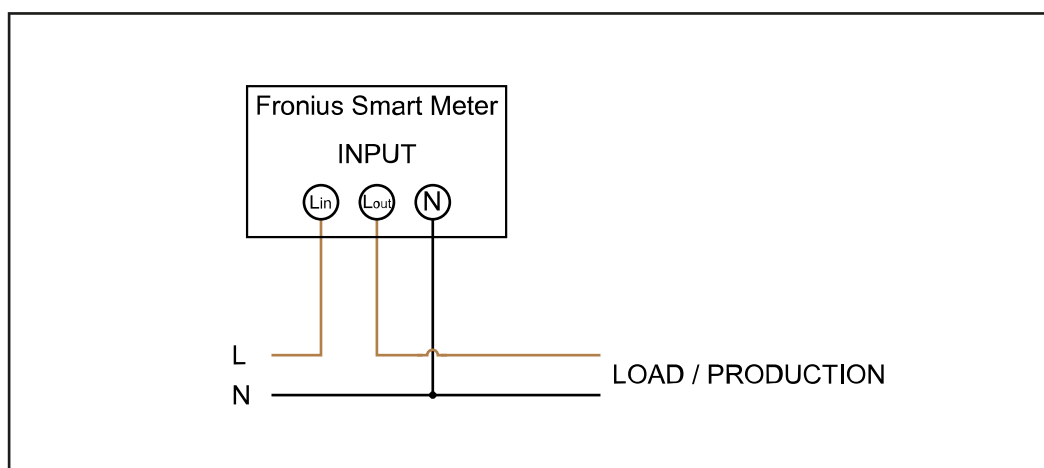 Fronius Smart Meter
INPUT
Lin Lout N
L
LOAD / PRODUCTION
N